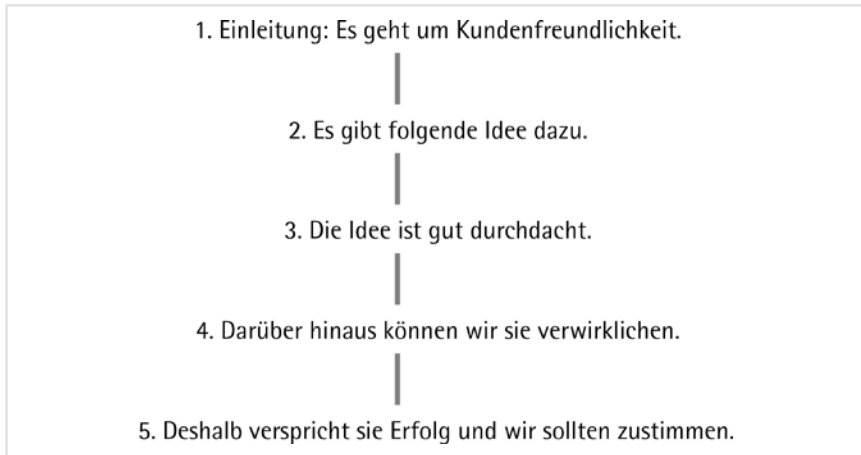 1. Einleitung: Es geht um Kundenfreundlichkeit.
2. Es gibt folgende Idee dazu.
3. Die Idee ist gut durchdacht.
4. Darüber hinaus können wir sie verwirklichen.
5. Deshalb verspricht sie Erfolg und wir sollten zustimmen.